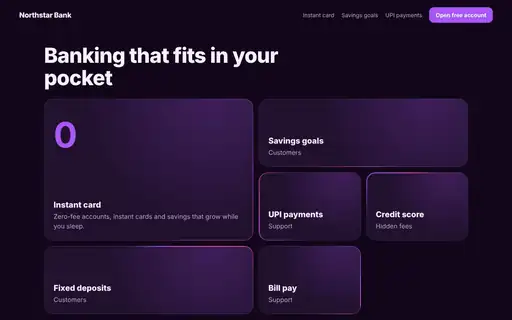 Northstar Bank
Instant card
Savings goals
UPI payments
Open free account
Banking that fits in your
pocket
0
Instant card
Zero-fee accounts, instant cards and savings that grow while
you sleep.
Savings goals
Customers
UPI payments
Support
Credit score
Hidden fees
Fixed deposits
Customers
Bill pay
Support